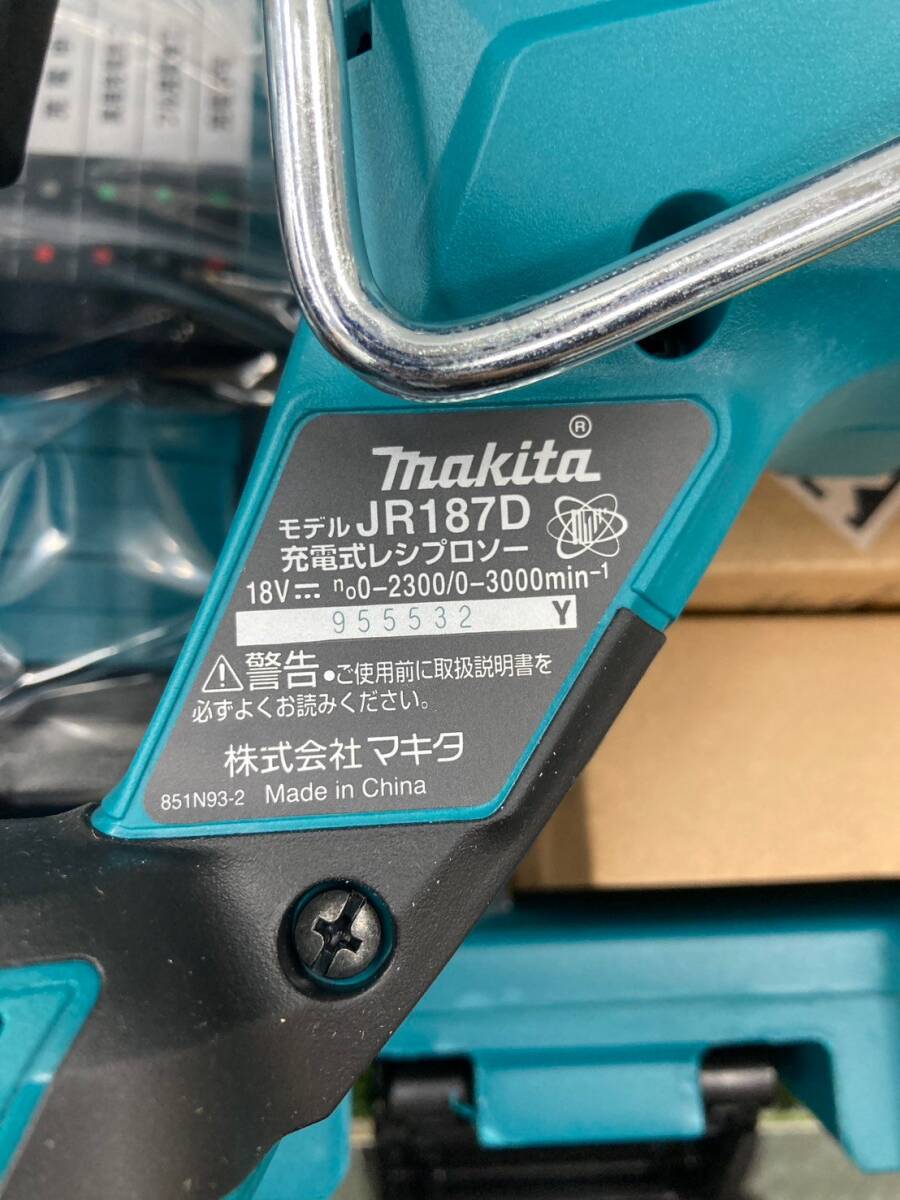 makita®
モデル JR187D
充電式レシプロソー
18V⎓ n₀0-2300/0-3000min⁻¹
955532 Y
⚠警告 ●ご使用前に取扱説明書を
必ずよくお読みください。
株式会社マキタ
851N93-2 Made in China